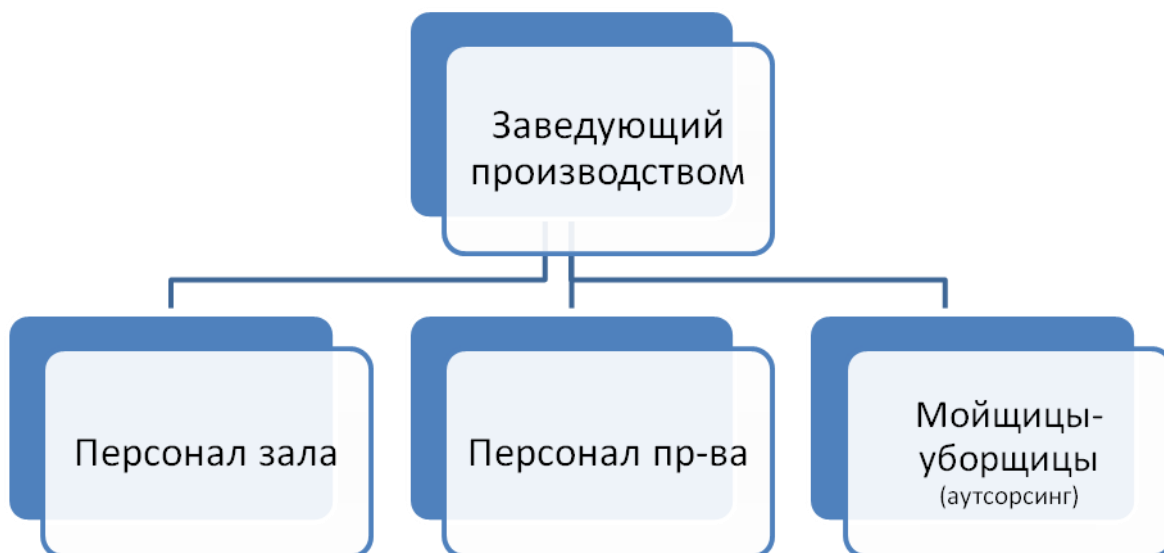 Заведующий
производством
Персонал зала
Персонал пр-ва
Мойщицы-
уборщицы
(аутсорсинг)